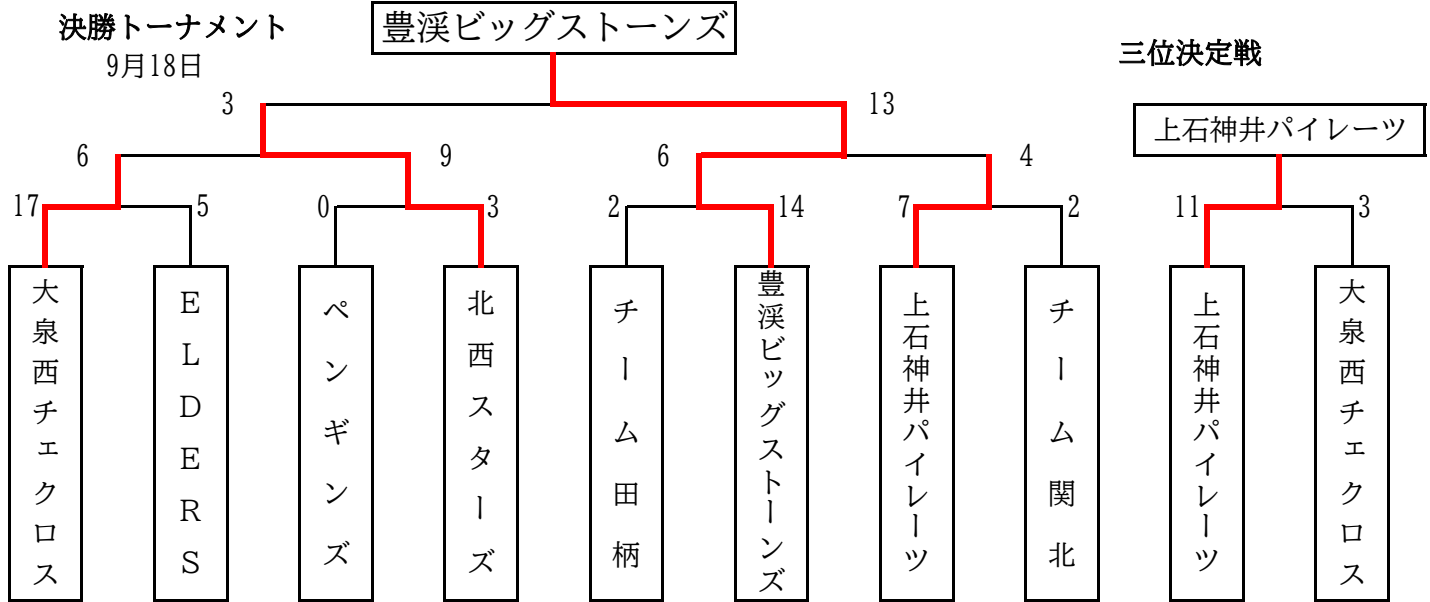 決勝トーナメント
9月18日
豊渓ビッグストーンズ
三位決定戦
3
13
上石神井パイレーツ
6
9
6
4
17
5
0
3
2
14
7
2
11
3
大泉西チェクロス
ELDERS
ペンギンズ
北西スターズ
チーム田柄
豊渓ビッグストーンズ
上石神井パイレーツ
チーム関北
上石神井パイレーツ
大泉西チェクロス